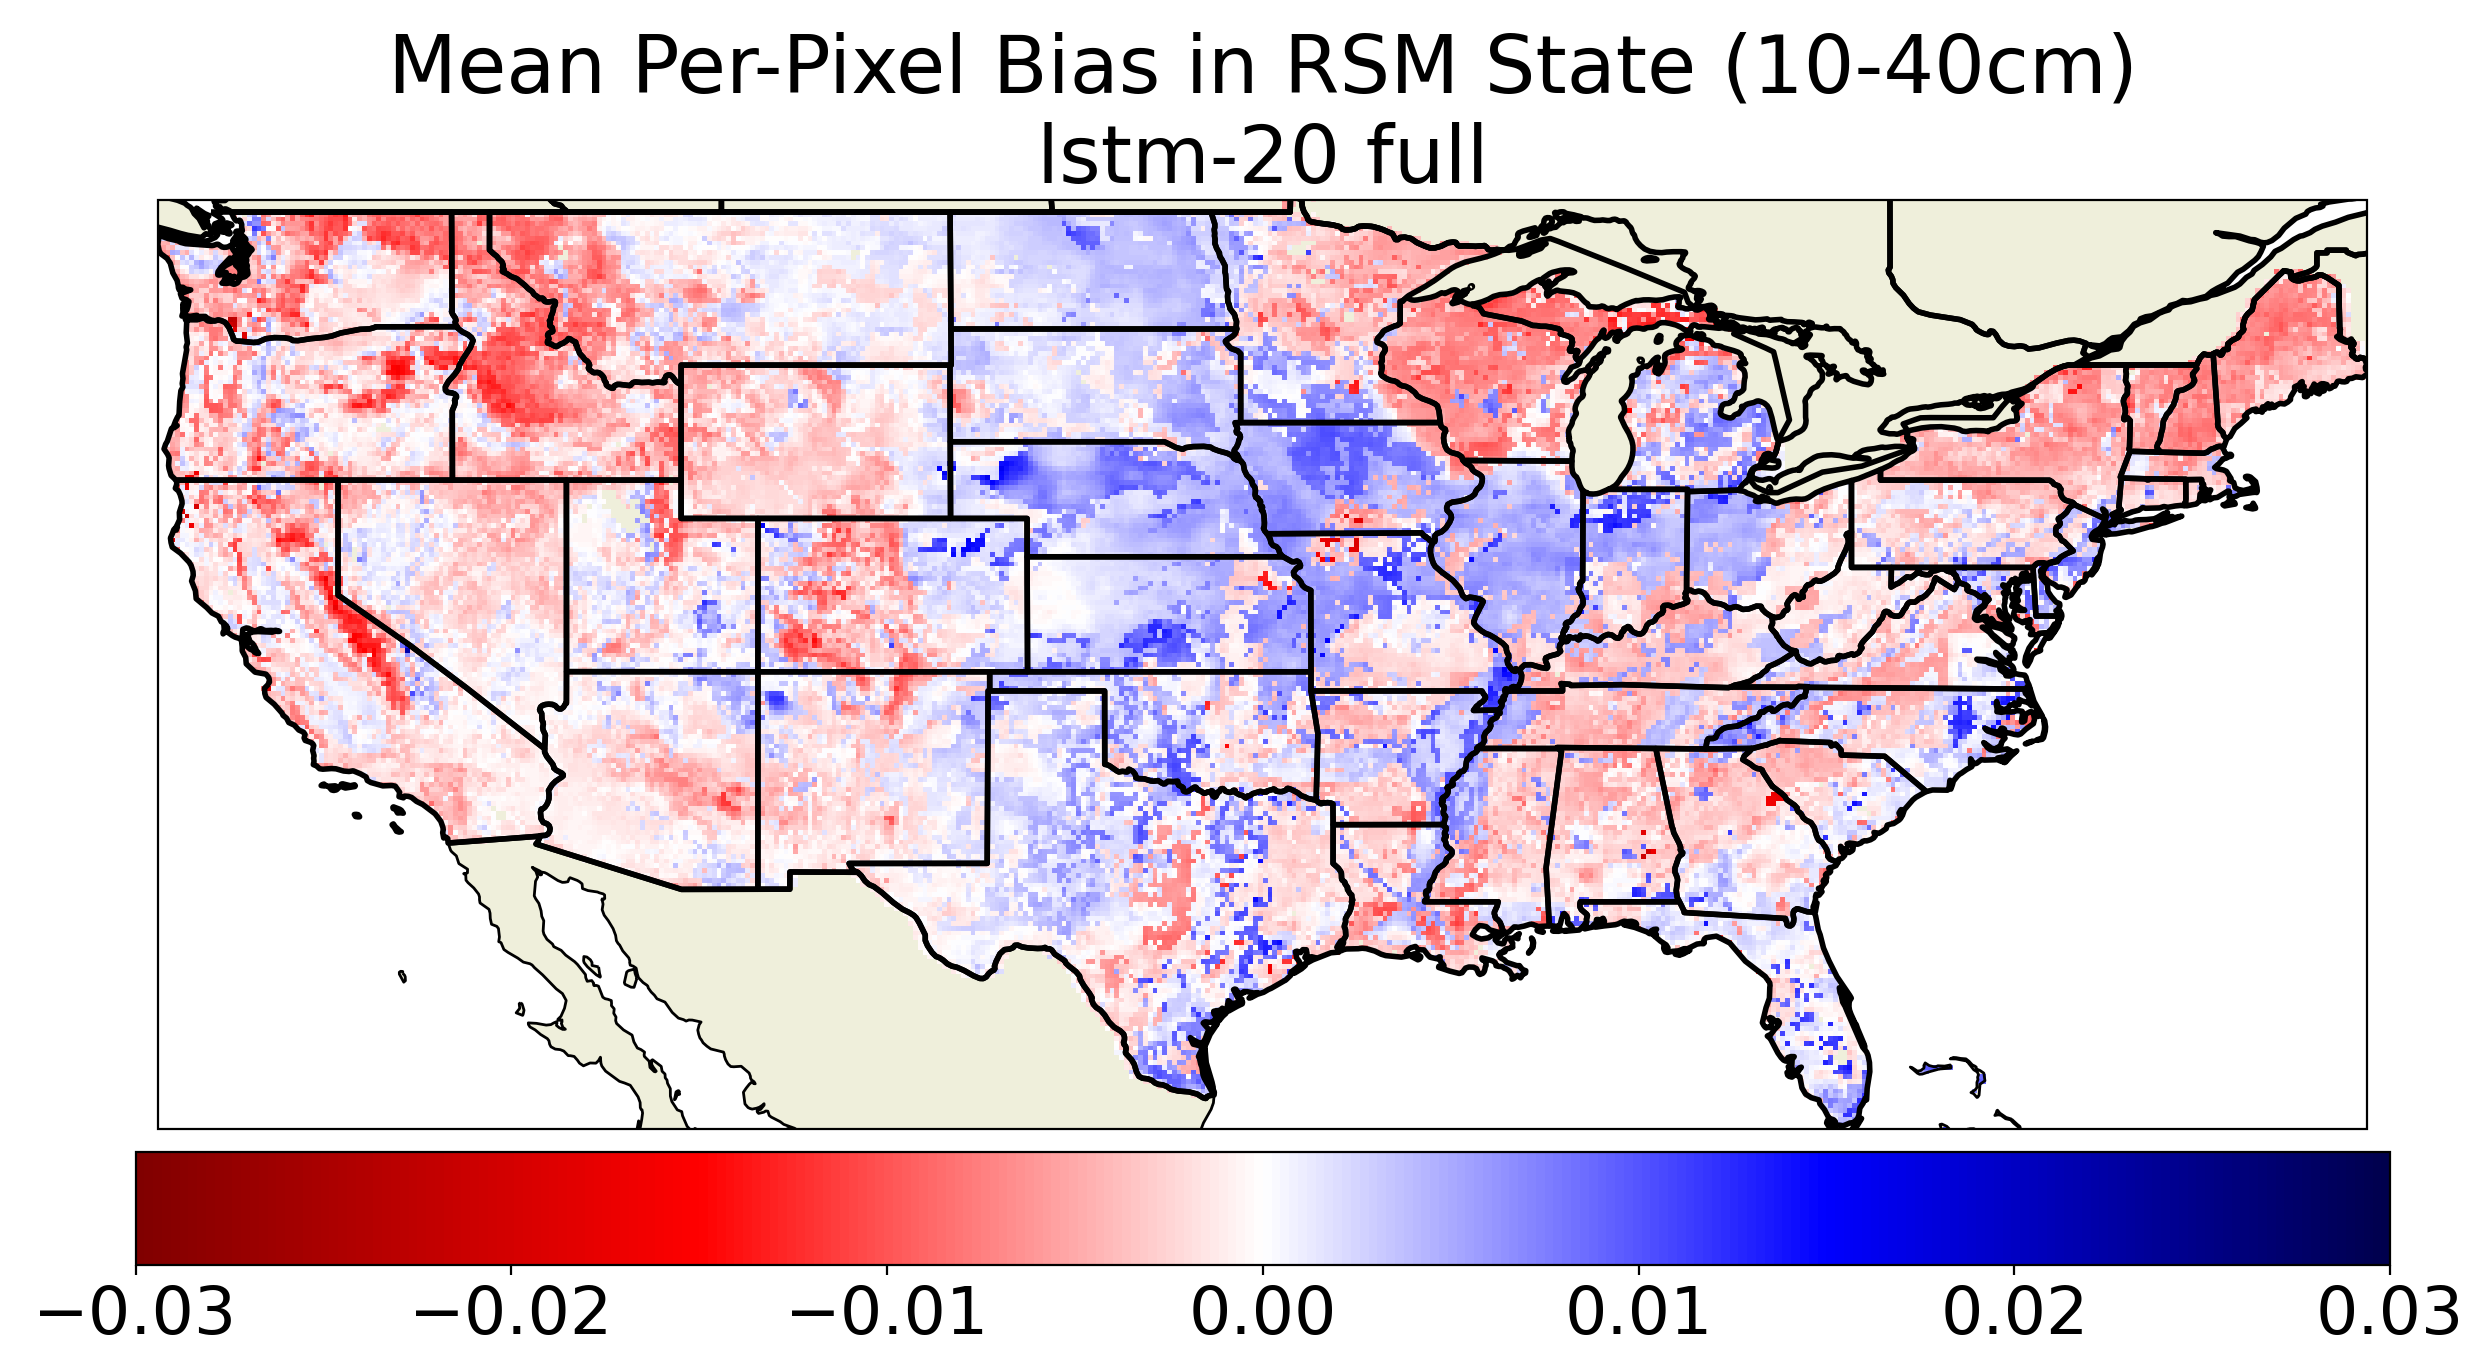 Mean Per-Pixel Bias in RSM State (10-40cm)
lstm-20 full
−0.03 −0.02 −0.01 0.00 0.01 0.02 0.03